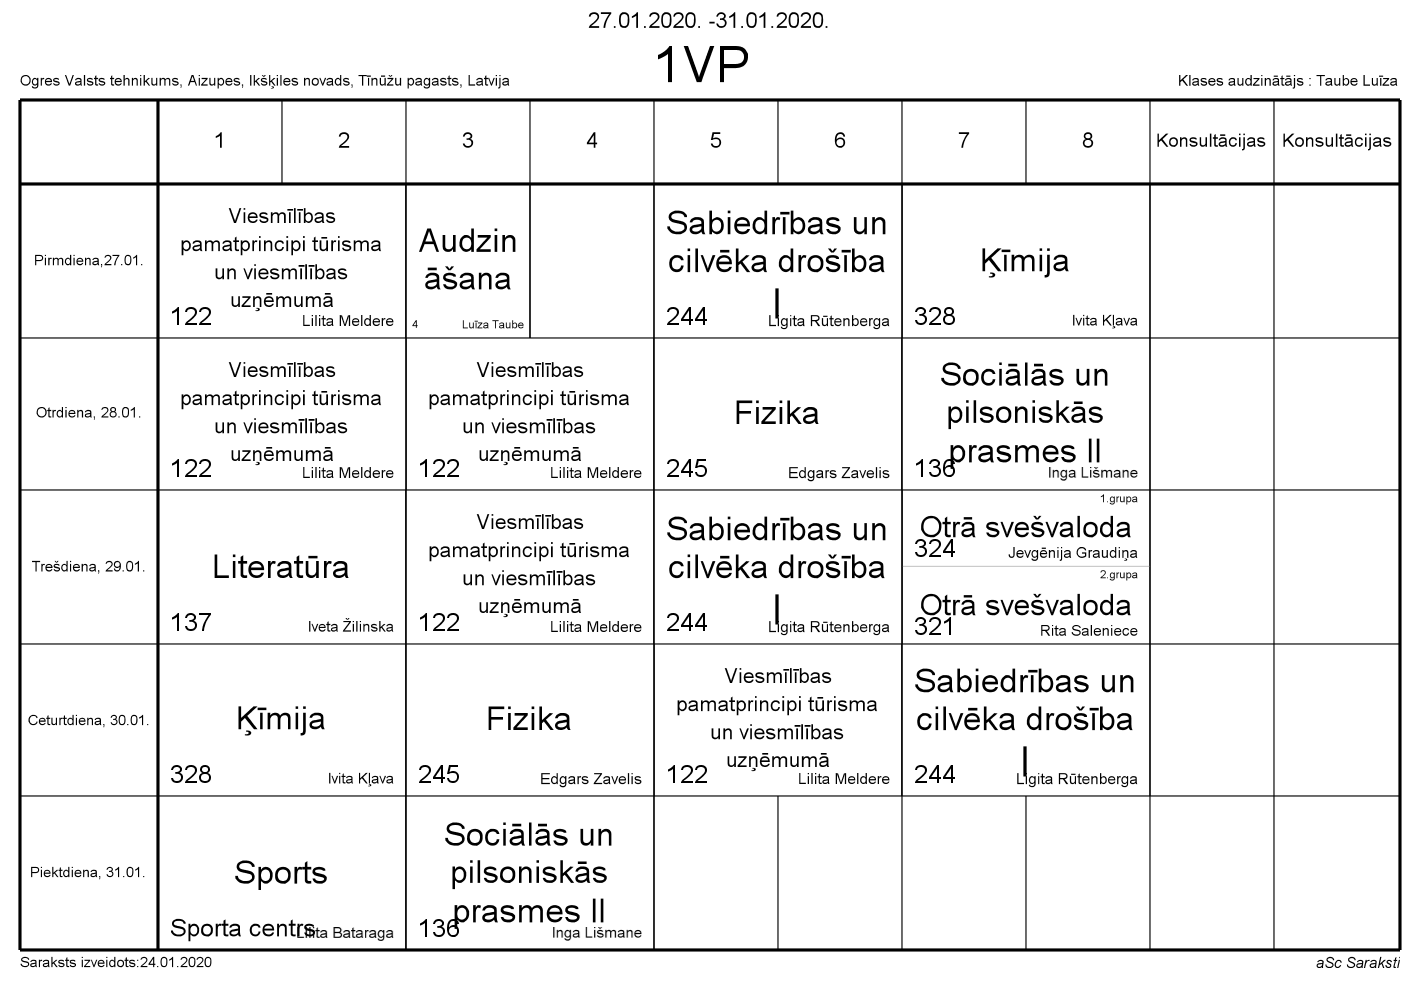 27.01.2020. -31.01.2020.
1VP
Ogres Valsts tehnikums, Aizupes, Ikšķiles novads, Tīnūžu pagasts, Latvija
Klases audzinātājs : Taube Luīza
1 2 3 4 5 6 7 8 Konsultācijas Konsultācijas
Pirmdiena,27.01.
Viesmīlības
pamatprincipi tūrisma
un viesmīlības
uzņēmumā
122 Lilita Meldere
Audzin
āšana
4 Luīza Taube
Sabiedrības un
cilvēka drošība
I
244 Ligita Rūtenberga
Ķīmija
328 Ivita Kļava
Otrdiena, 28.01.
Viesmīlības
pamatprincipi tūrisma
un viesmīlības
uzņēmumā
122 Lilita Meldere
Viesmīlības
pamatprincipi tūrisma
un viesmīlības
uzņēmumā
122 Lilita Meldere
Fizika
245 Edgars Zavelis
Sociālās un
pilsoniskās
prasmes II
136 Inga Lišmane
Trešdiena, 29.01.
Literatūra
137 Iveta Žilinska
Viesmīlības
pamatprincipi tūrisma
un viesmīlības
uzņēmumā
122 Lilita Meldere
Sabiedrības un
cilvēka drošība
I
244 Ligita Rūtenberga
1.grupa
Otrā svešvaloda
324 Jevgēnija Graudiņa
2.grupa
Otrā svešvaloda
321 Rita Saleniece
Ceturtdiena, 30.01.
Ķīmija
328 Ivita Kļava
Fizika
245 Edgars Zavelis
Viesmīlības
pamatprincipi tūrisma
un viesmīlības
uzņēmumā
122 Lilita Meldere
Sabiedrības un
cilvēka drošība
I
244 Ligita Rūtenberga
Piektdiena, 31.01.
Sports
Sporta centrs Lilita Bataraga
Sociālās un
pilsoniskās
prasmes II
136 Inga Lišmane
Saraksts izveidots:24.01.2020
aSc Saraksti